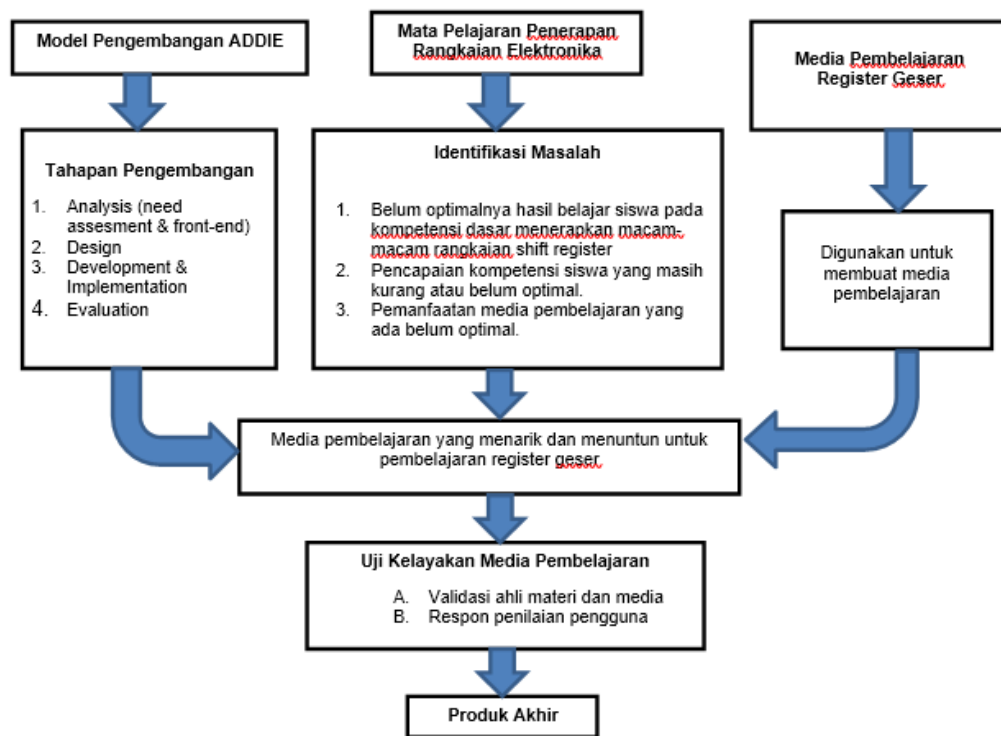 Model Pengembangan ADDIE
Mata Pelajaran Penerapan
Rangkaian Elektronika
Media Pembelajaran
Register Geser
Tahapan Pengembangan
1. Analysis (need
assesment & front-end)
2. Design
3. Development &
Implementation
4. Evaluation
Identifikasi Masalah
1. Belum optimalnya hasil belajar siswa pada
kompetensi dasar menerapkan macam-
macam rangkaian shift register
2. Pencapaian kompetensi siswa yang masih
kurang atau belum optimal.
3. Pemanfaatan media pembelajaran yang
ada belum optimal.
Digunakan untuk
membuat media
pembelajaran
Media pembelajaran yang menarik dan menuntun untuk
pembelajaran register geser
Uji Kelayakan Media Pembelajaran
A. Validasi ahli materi dan media
B. Respon penilaian pengguna
Produk Akhir